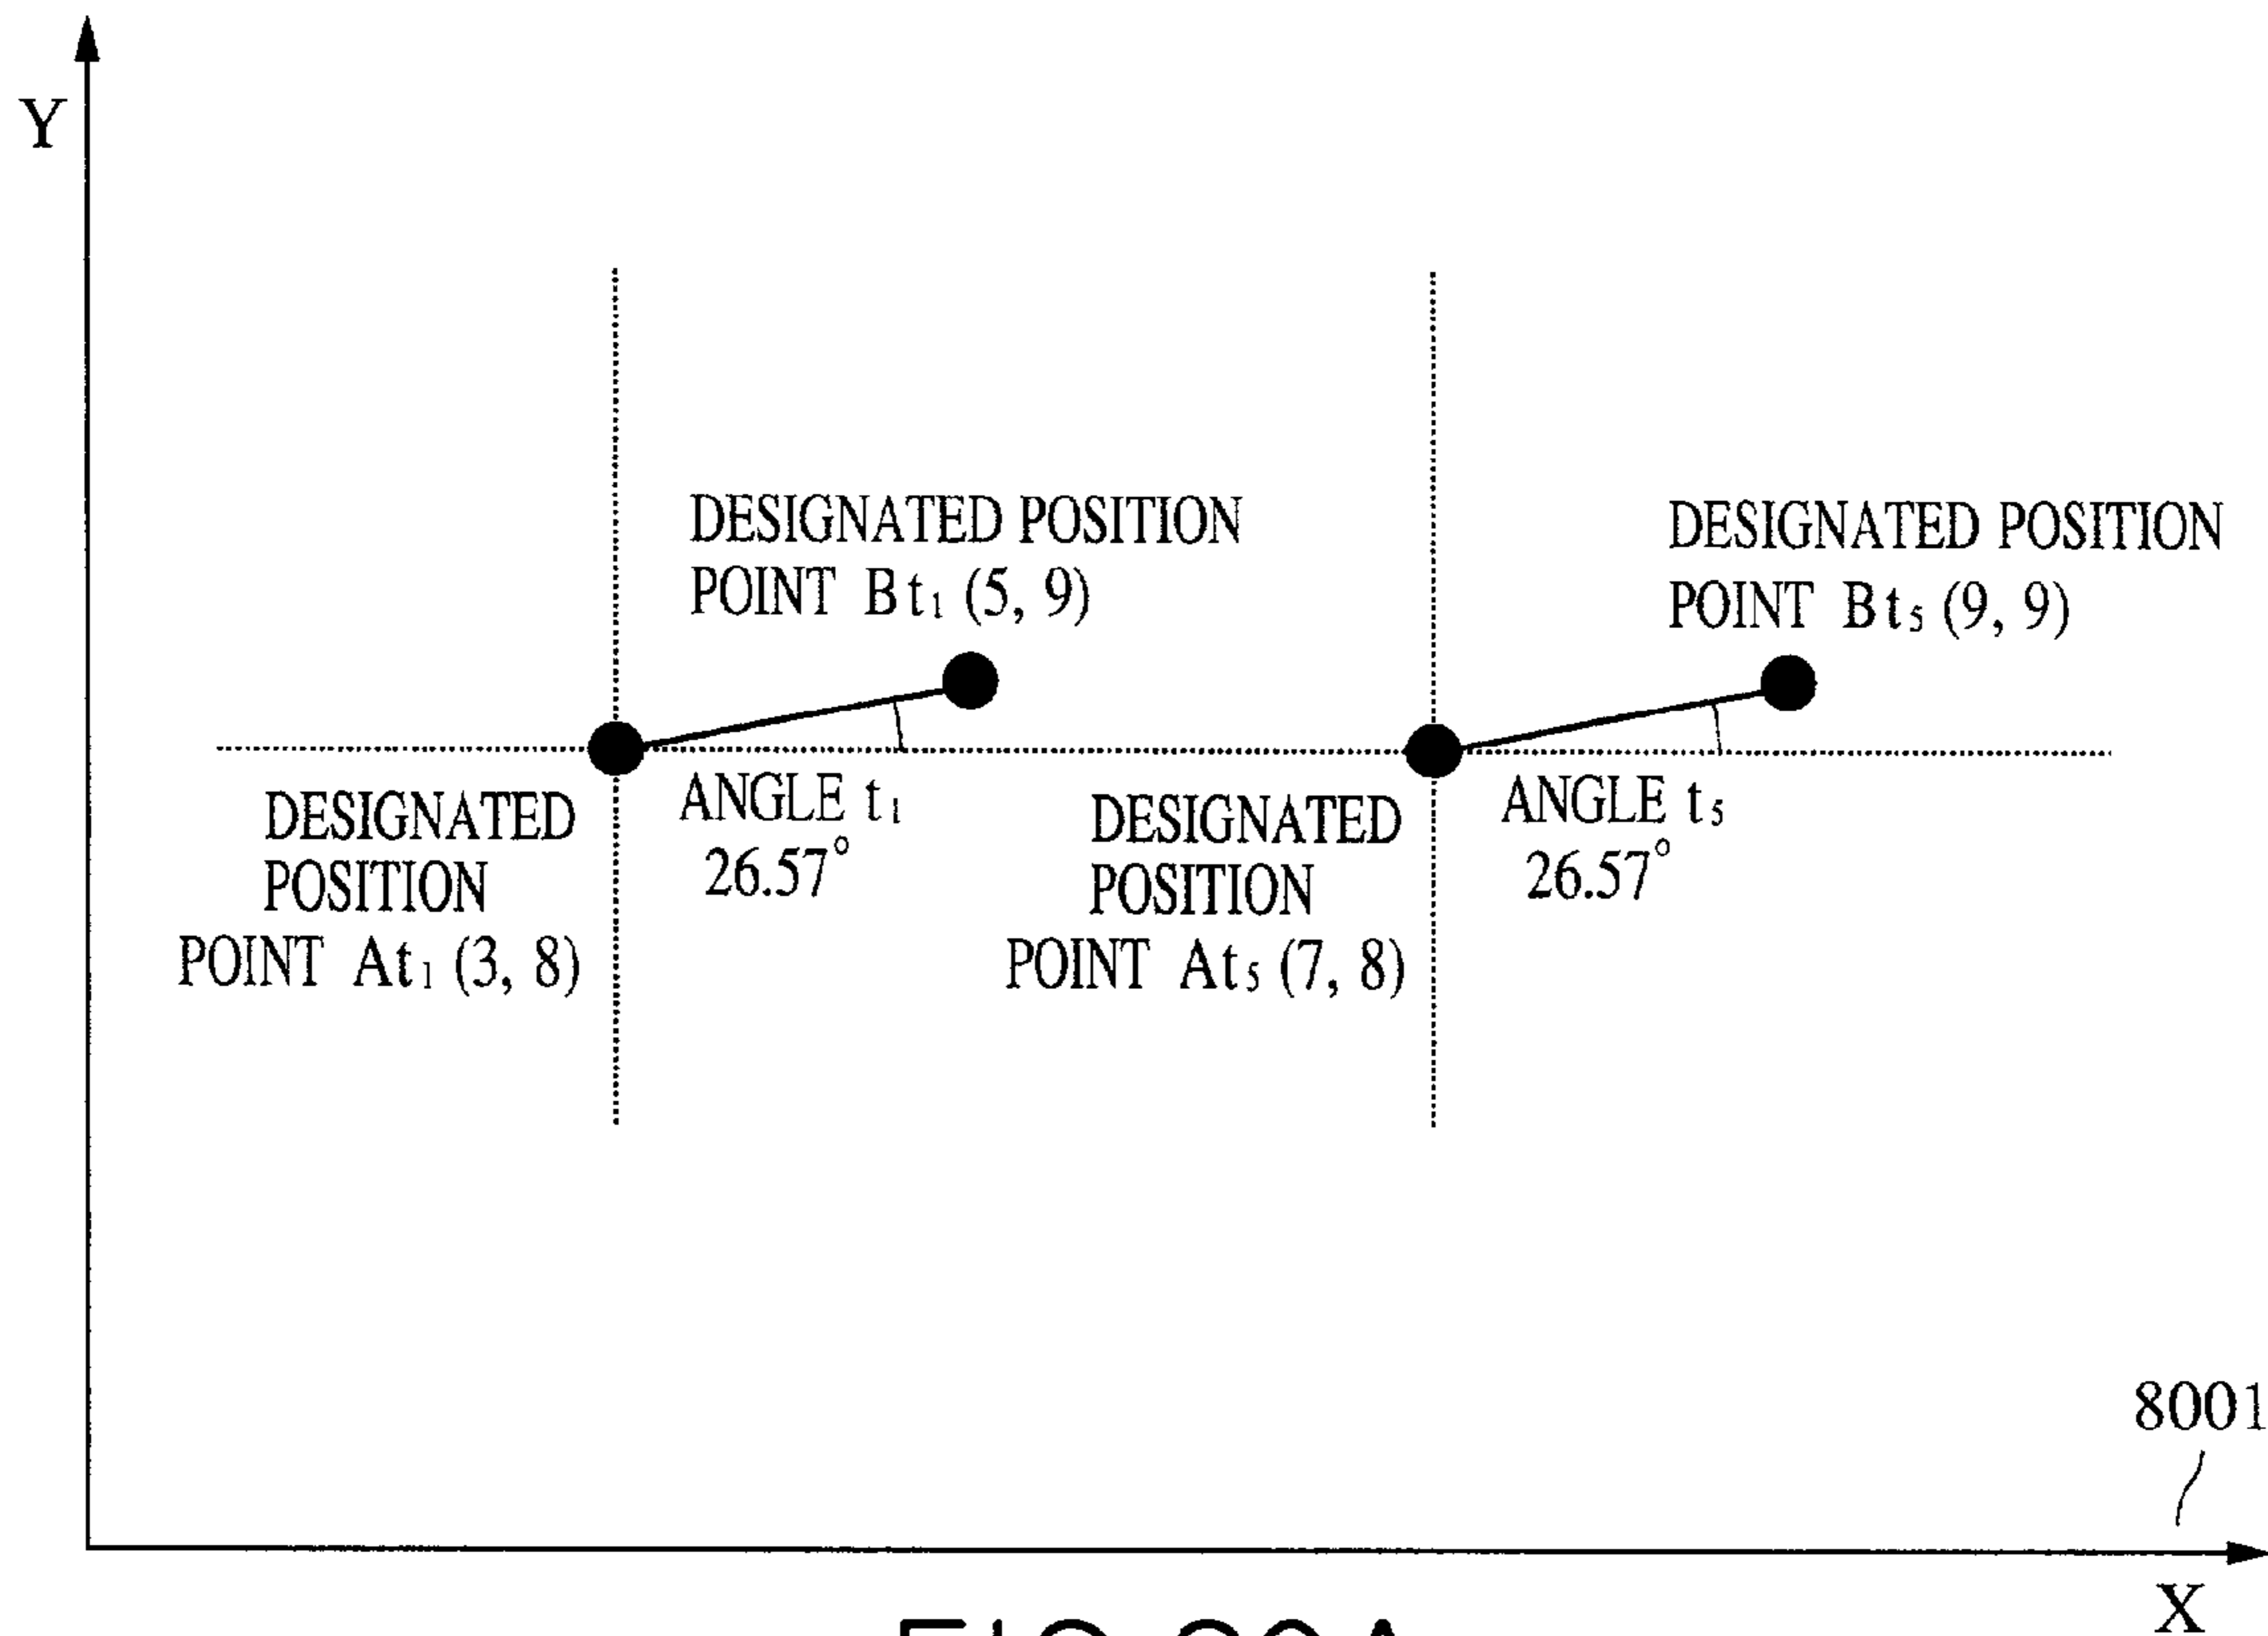 Y
DESIGNATED POSITION
POINT Bt₁ (5, 9)
DESIGNATED POSITION
POINT Bt₅ (9, 9)
DESIGNATED
POSITION
POINT At₁ (3, 8)
ANGLE t₁
26.57°
DESIGNATED
POSITION
POINT At₅ (7, 8)
ANGLE t₅
26.57°
8001
X